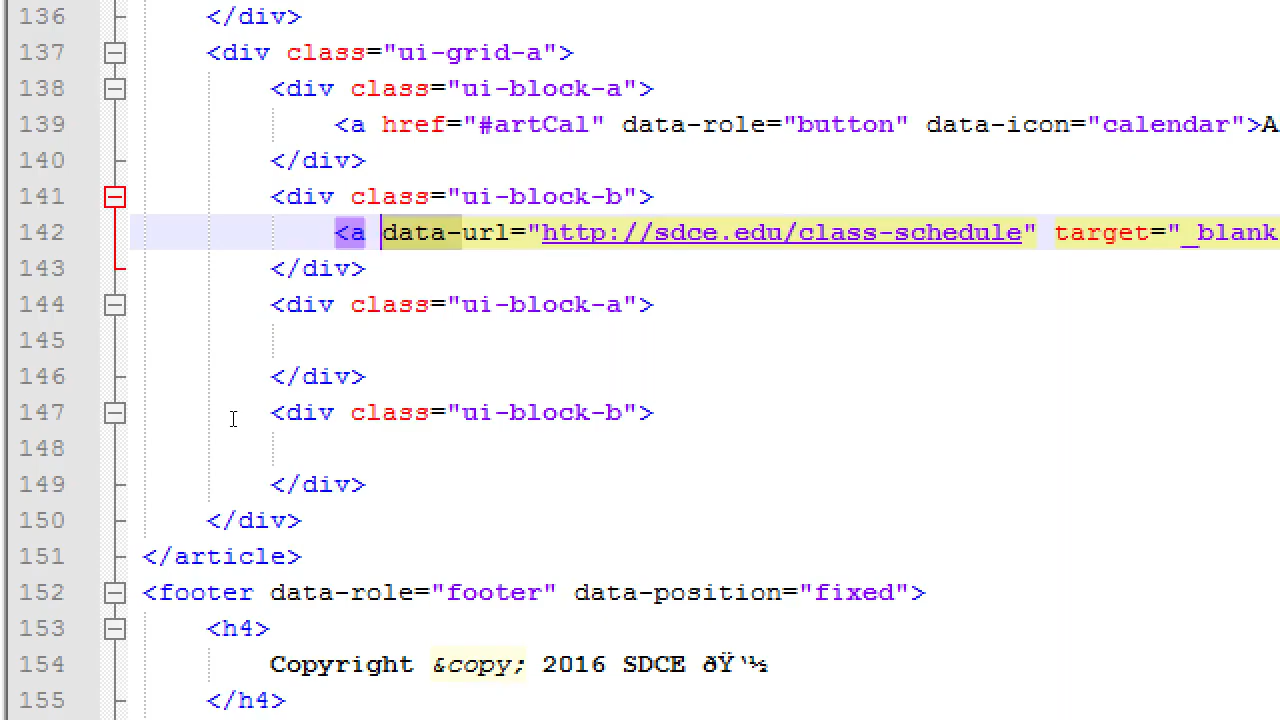 136 </div>
137 <div class="ui-grid-a">
138 <div class="ui-block-a">
139 <a href="#artCal" data-role="button" data-icon="calendar">A
140 </div>
141 <div class="ui-block-b">
142 <a data-url="http://sdce.edu/class-schedule" target="_blank
143 </div>
144 <div class="ui-block-a">
145
146 </div>
147 <div class="ui-block-b">
148
149 </div>
150 </div>
151 </article>
152 <footer data-role="footer" data-position="fixed">
153 <h4>
154 Copyright &copy; 2016 SDCE ðŸ‘½
155 </h4>